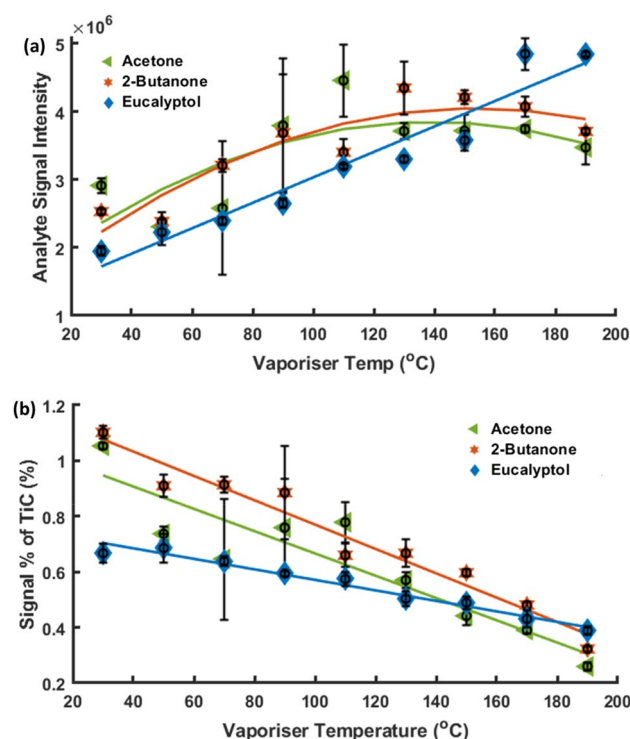 ×10⁶
(a)
Acetone
2-Butanone
Eucalyptol
Analyte Signal Intensity
5
4
3
2
1
20 40 60 80 100 120 140 160 180 200
Vaporiser Temp (°C)
(b)
Acetone
2-Butanone
Eucalyptol
Signal % of TiC (%)
1.2
1
0.8
0.6
0.4
0.2
20 40 60 80 100 120 140 160 180 200
Vaporiser Temperature (°C)